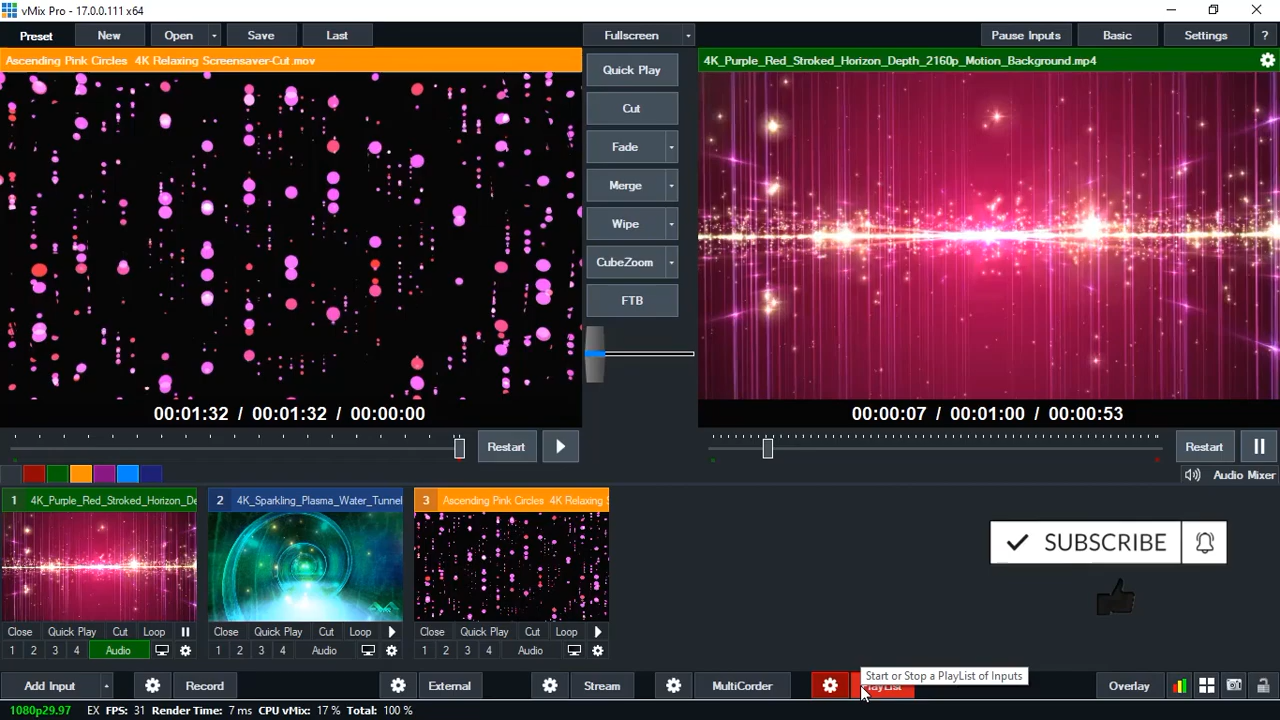 vMix Pro - 17.0.0.111 x64
Preset New Open Save Last Fullscreen Pause Inputs Basic Settings ?
Ascending Pink Circles 4K Relaxing Screensaver-Cut.mov
4K_Purple_Red_Stroked_Horizon_Depth_2160p_Motion_Background.mp4
Quick Play
Cut
Fade
Merge
Wipe
CubeZoom
FTB
00:01:32 / 00:01:32 / 00:00:00
00:00:07 / 00:01:00 / 00:00:53
Restart
Restart
Audio Mixer
1 4K_Purple_Red_Stroked_Horizon_De
2 4K_Sparkling_Plasma_Water_Tunnel
3 Ascending Pink Circles 4K Relaxing
SUBSCRIBE
Close Quick Play Cut Loop
Close Quick Play Cut Loop
Close Quick Play Cut Loop
1 2 3 4 Audio
1 2 3 4 Audio
1 2 3 4 Audio
Start or Stop a PlayList of Inputs
Add Input Record External Stream MultiCorder PlayList Overlay
1080p29.97 EX FPS: 31 Render Time: 7 ms CPU vMix: 17 % Total: 100 %